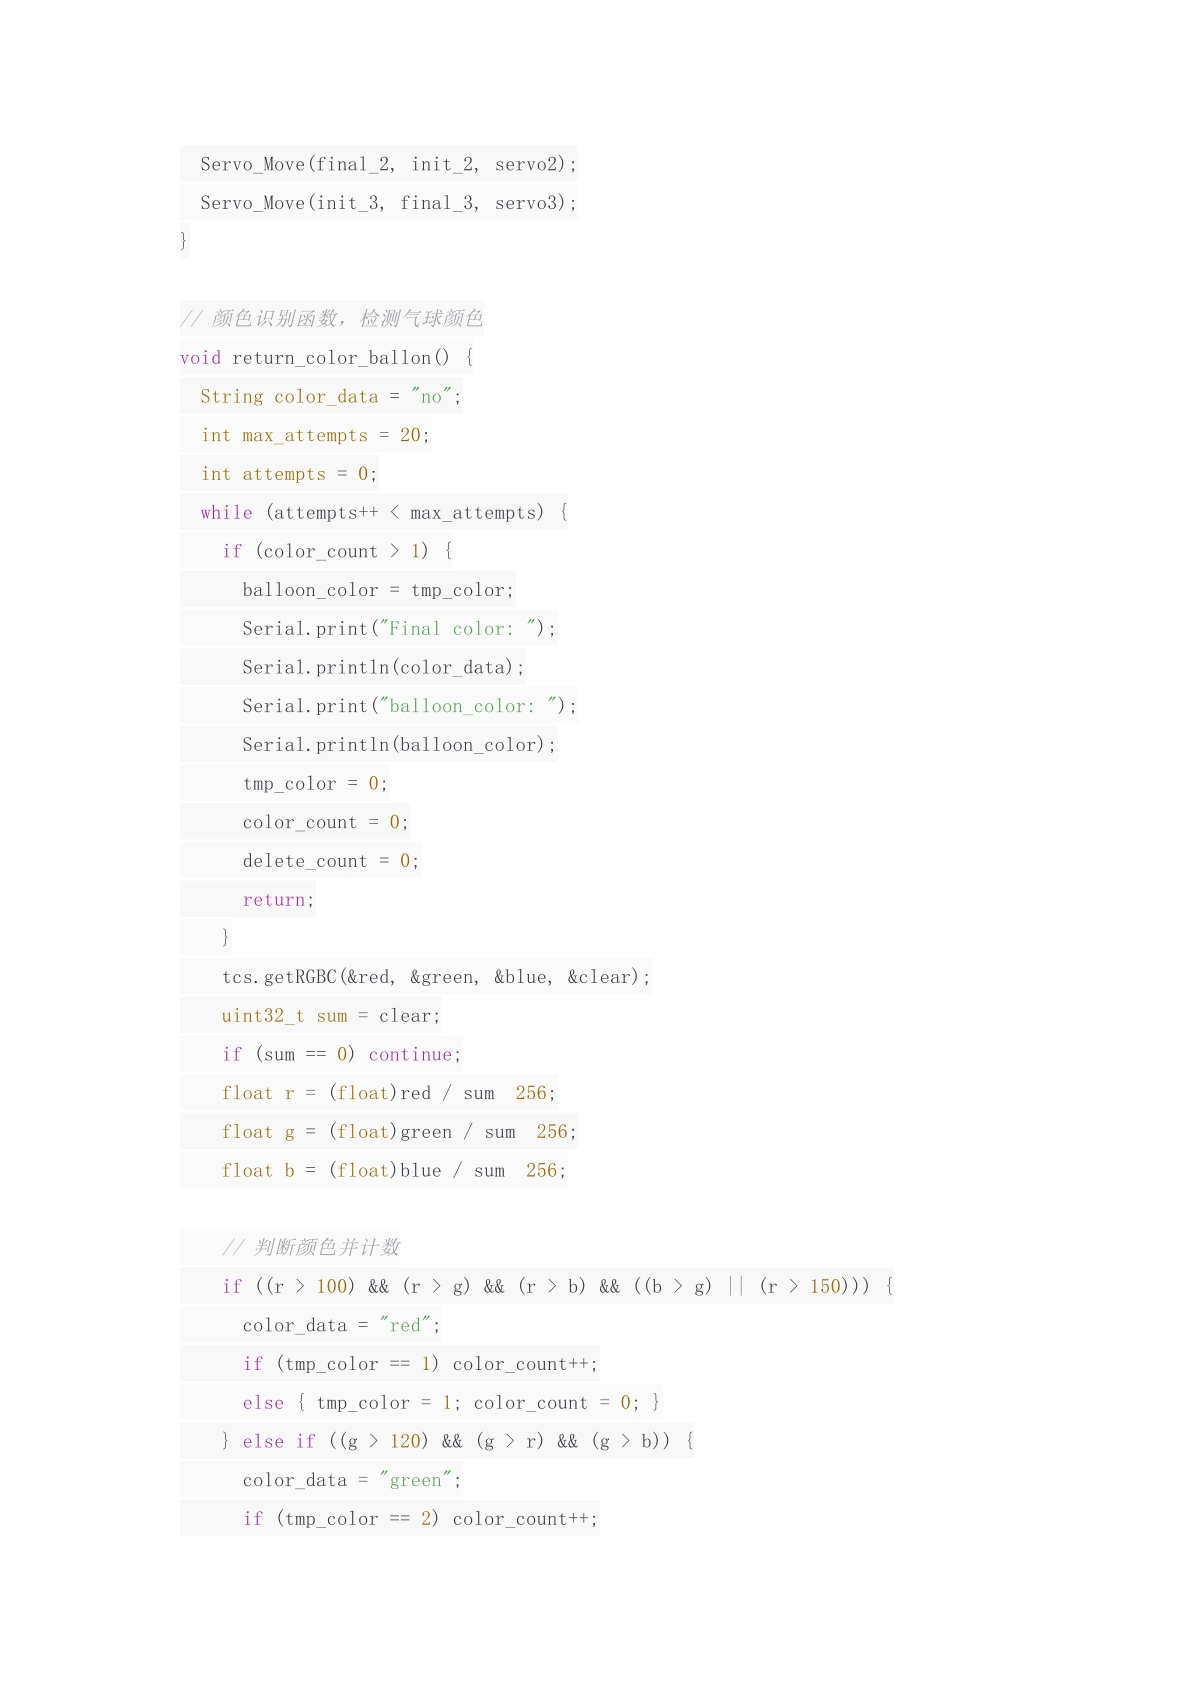 Servo_Move(final_2, init_2, servo2);
Servo_Move(init_3, final_3, servo3);
}
// 颜色识别函数，检测气球颜色
void return_color_ballon() {
String color_data = "no";
int max_attempts = 20;
int attempts = 0;
while (attempts++ < max_attempts) {
if (color_count > 1) {
balloon_color = tmp_color;
Serial.print("Final color: ");
Serial.println(color_data);
Serial.print("balloon_color: ");
Serial.println(balloon_color);
tmp_color = 0;
color_count = 0;
delete_count = 0;
return;
}
tcs.getRGBC(&red, &green, &blue, &clear);
uint32_t sum = clear;
if (sum == 0) continue;
float r = (float)red / sum  256;
float g = (float)green / sum  256;
float b = (float)blue / sum  256;
// 判断颜色并计数
if ((r > 100) && (r > g) && (r > b) && ((b > g) || (r > 150))) {
color_data = "red";
if (tmp_color == 1) color_count++;
else { tmp_color = 1; color_count = 0; }
} else if ((g > 120) && (g > r) && (g > b)) {
color_data = "green";
if (tmp_color == 2) color_count++;